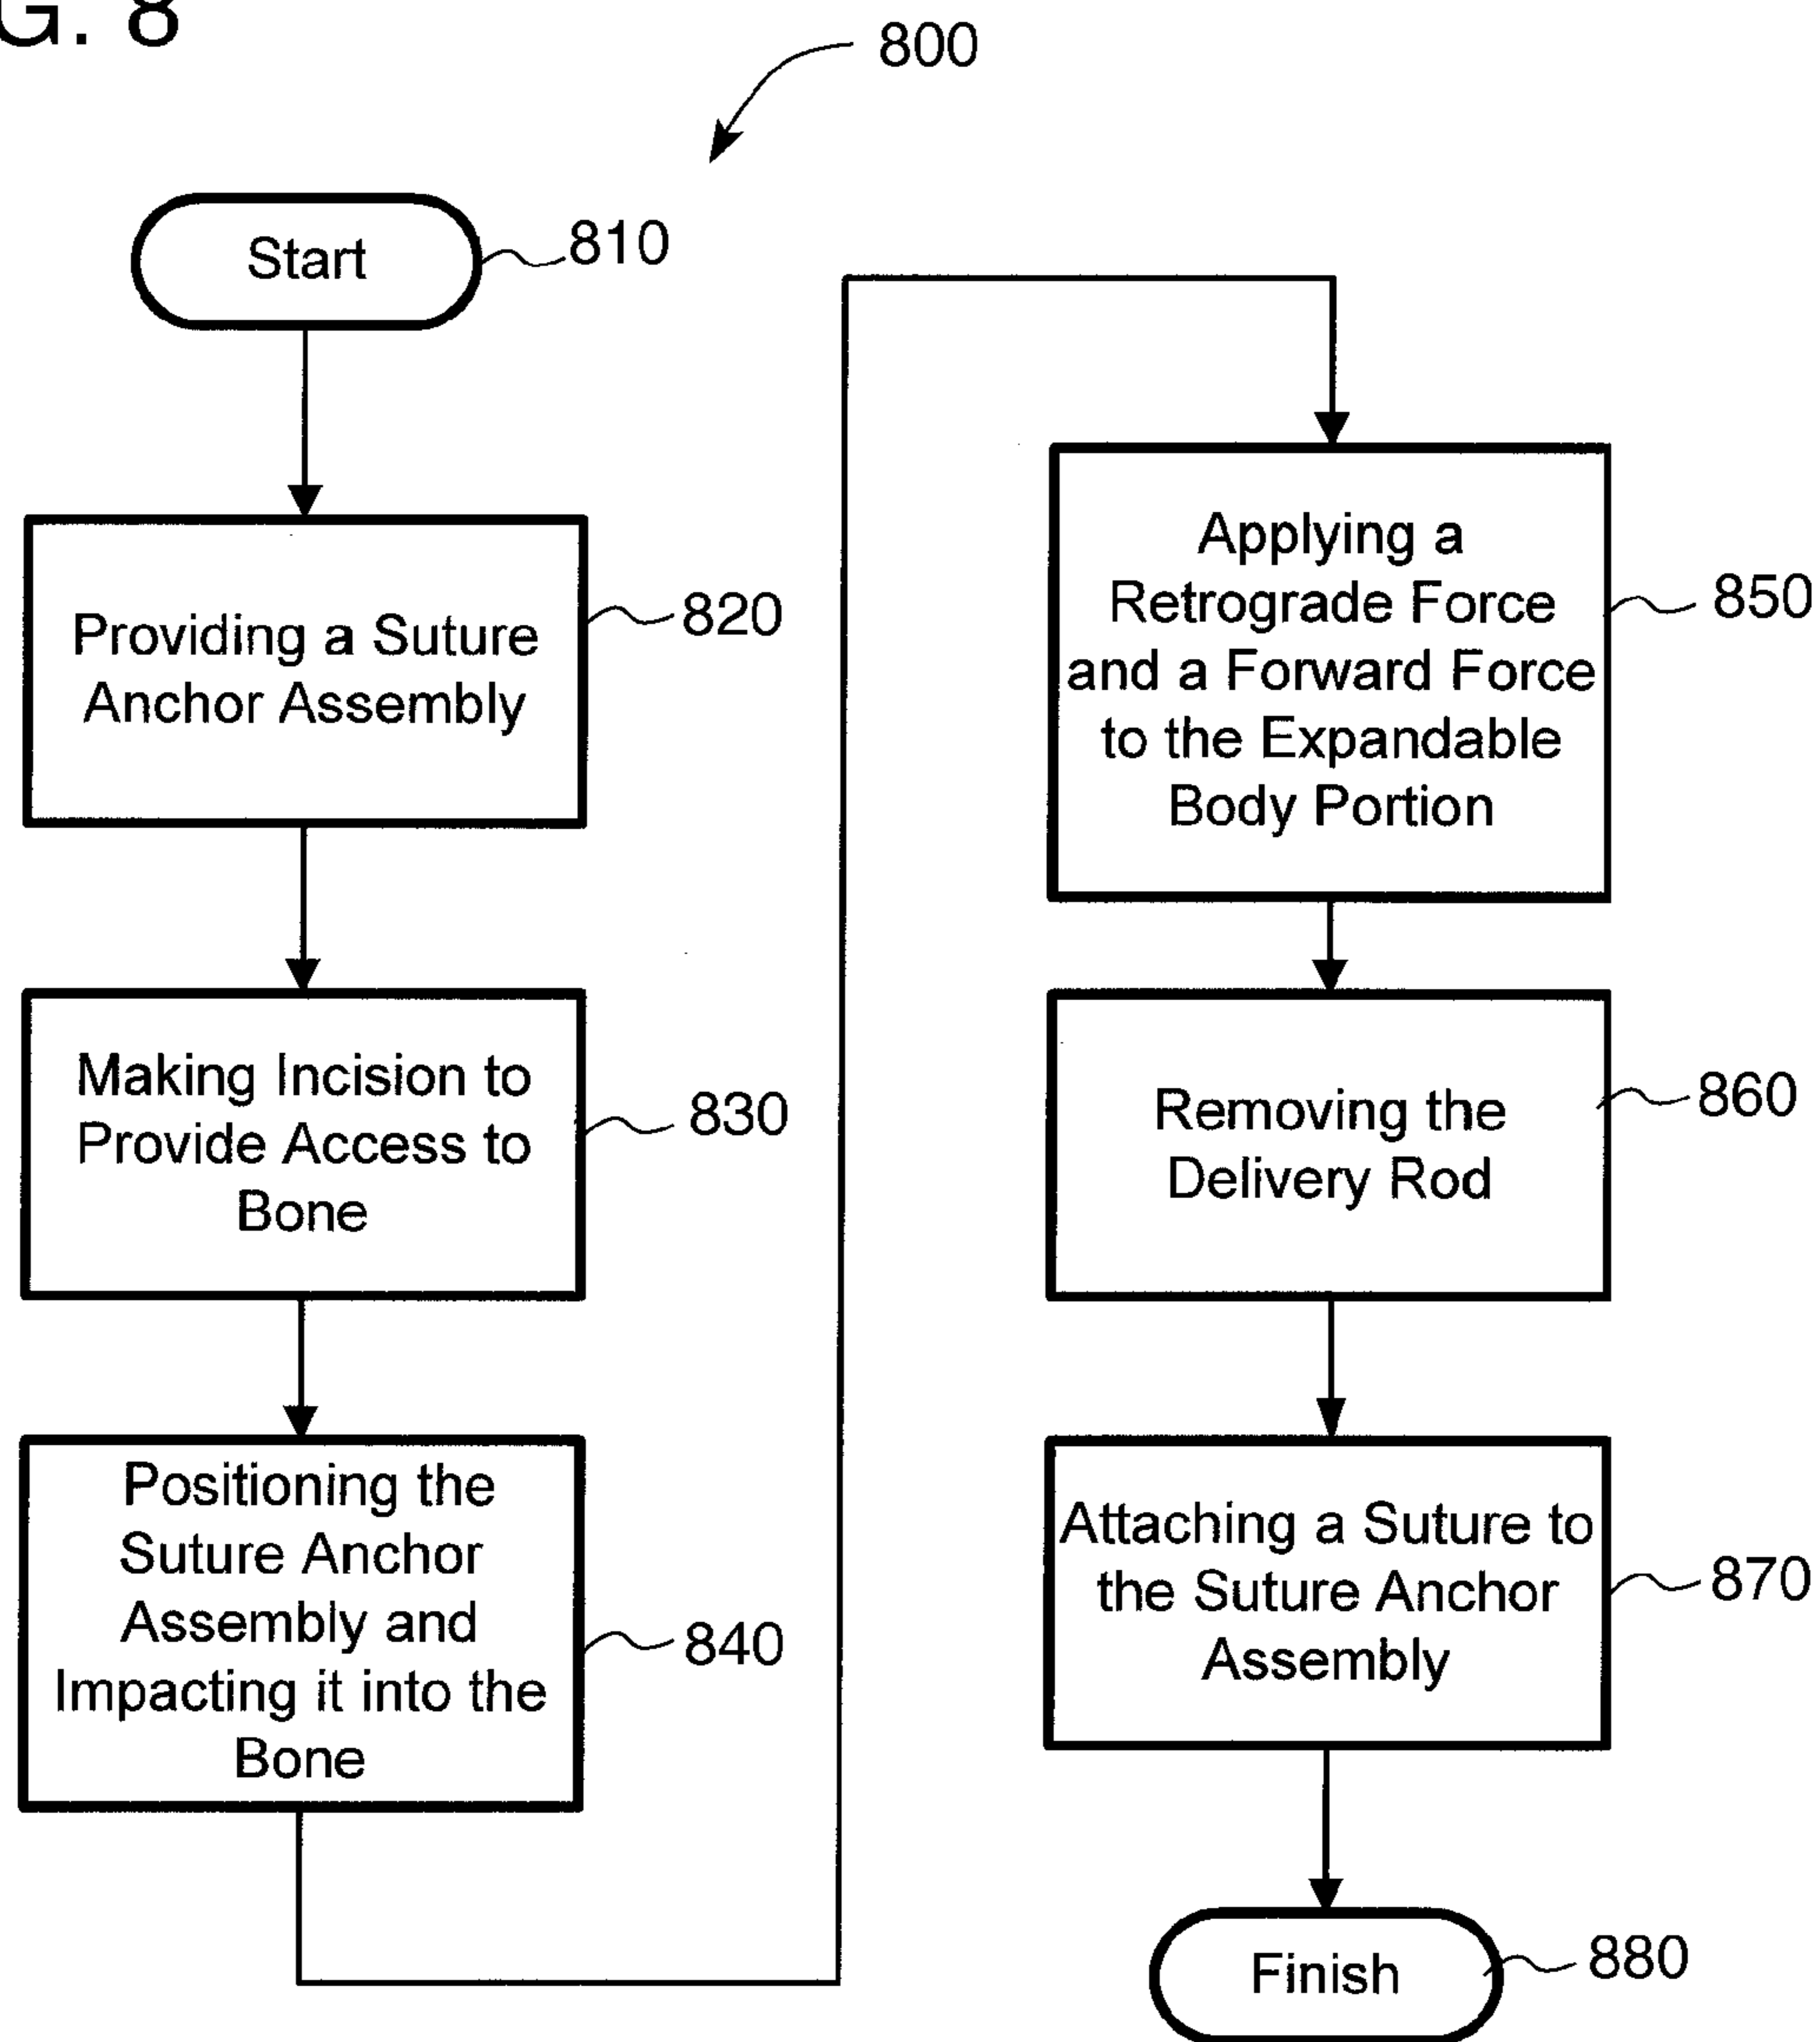 G. 8
800
Start
810
Providing a Suture
Anchor Assembly
820
Making Incision to
Provide Access to
Bone
830
Positioning the
Suture Anchor
Assembly and
Impacting it into the
Bone
840
Applying a
Retrograde Force
and a Forward Force
to the Expandable
Body Portion
850
Removing the
Delivery Rod
860
Attaching a Suture to
the Suture Anchor
Assembly
870
Finish
880